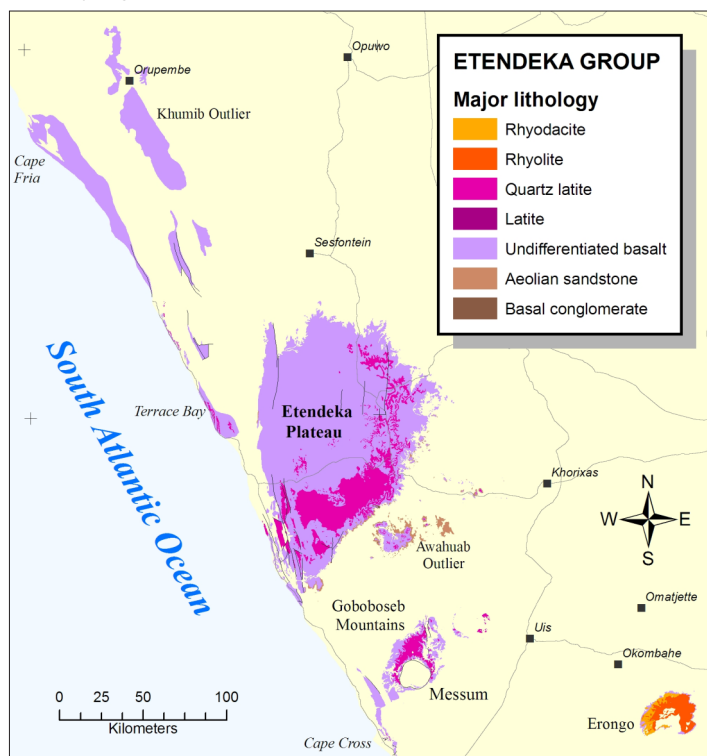 ETENDEKA GROUP
Major lithology
Rhyodacite
Rhyolite
Quartz latite
Latite
Undifferentiated basalt
Aeolian sandstone
Basal conglomerate
Opuwo
Orupembe
Khumib Outlier
Cape
Fria
Sesfontein
South Atlantic Ocean
Terrace Bay
Etendeka
Plateau
Khorixas
N
W E
S
Awahuab
Outlier
Goboboseb
Mountains
Omatjette
Uis
Okombahe
Messum
Erongo
0 25 50 100
Kilometers
Cape Cross